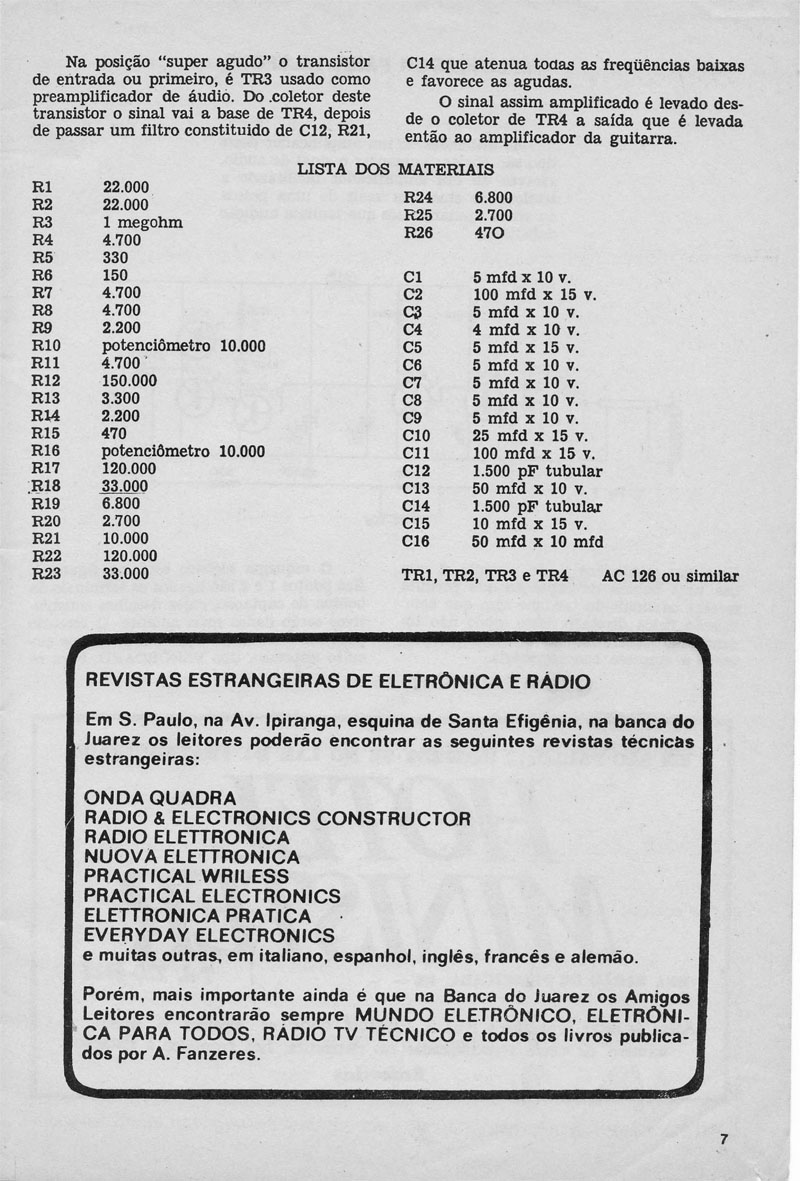 Na posição "super agudo" o transistor
de entrada ou primeiro, é TR3 usado como
preamplificador de áudio. Do .coletor deste
transistor o sinal vai a base de TR4, depois
de passar um filtro constituido de C12, R21,
C14 que atenua todas as freqüências baixas
e favorece as agudas.
O sinal assim amplificado é levado des-
de o coletor de TR4 a saída que é levada
então ao amplificador da guitarra.
LISTA DOS MATERIAIS
R1 22.000
R2 22.000
R3 1 megohm
R4 4.700
R5 330
R6 150
R7 4.700
R8 4.700
R9 2.200
R10 potenciômetro 10.000
R11 4.700
R12 150.000
R13 3.300
R14 2.200
R15 470
R16 potenciômetro 10.000
R17 120.000
R18 33.000
R19 6.800
R20 2.700
R21 10.000
R22 120.000
R23 33.000
R24 6.800
R25 2.700
R26 47O
C1 5 mfd x 10 v.
C2 100 mfd x 15 v.
C3 5 mfd x 10 v.
C4 4 mfd x 10 v.
C5 5 mfd x 15 v.
C6 5 mfd x 10 v.
C7 5 mfd x 10 v.
C8 5 mfd x 10 v.
C9 5 mfd x 10 v.
C10 25 mfd x 15 v.
C11 100 mfd x 15 v.
C12 1.500 pF tubular
C13 50 mfd x 10 v.
C14 1.500 pF tubular
C15 10 mfd x 15 v.
C16 50 mfd x 10 mfd
TR1, TR2, TR3 e TR4 AC 126 ou similar
REVISTAS ESTRANGEIRAS DE ELETRÔNICA E RÁDIO
Em S. Paulo, na Av. Ipiranga, esquina de Santa Efigênia, na banca do
Juarez os leitores poderão encontrar as seguintes revistas técnicas
estrangeiras:
ONDA QUADRA
RADIO & ELECTRONICS CONSTRUCTOR
RADIO ELETTRONICA
NUOVA ELETTRONICA
PRACTICAL WRILESS
PRACTICAL ELECTRONICS
ELETTRONICA PRATICA
EVERYDAY ELECTRONICS
e muitas outras, em italiano, espanhol, inglês, francês e alemão.
Porém, mais importante ainda é que na Banca do Juarez os Amigos
Leitores encontrarão sempre MUNDO ELETRÔNICO, ELETRÔNI-
CA PARA TODOS, RÁDIO TV TÉCNICO e todos os livros publica-
dos por A. Fanzeres.
7